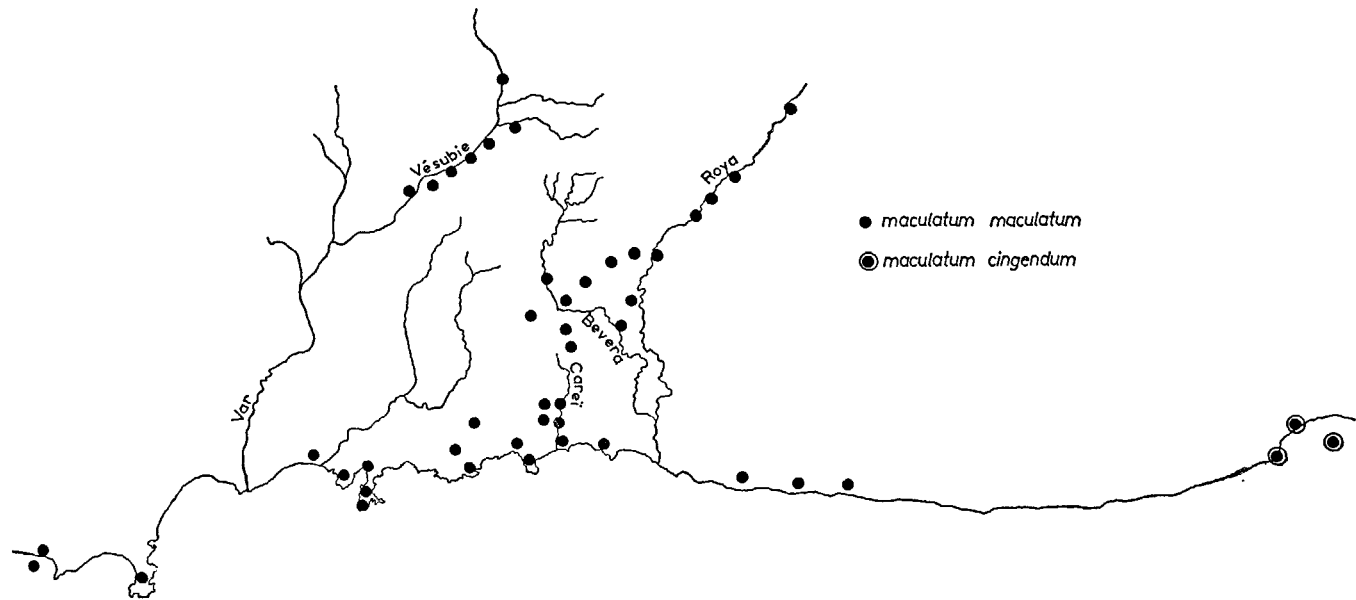 Vésubie
Roya
maculatum maculatum
maculatum cingendum
Bevera
Careï
Var